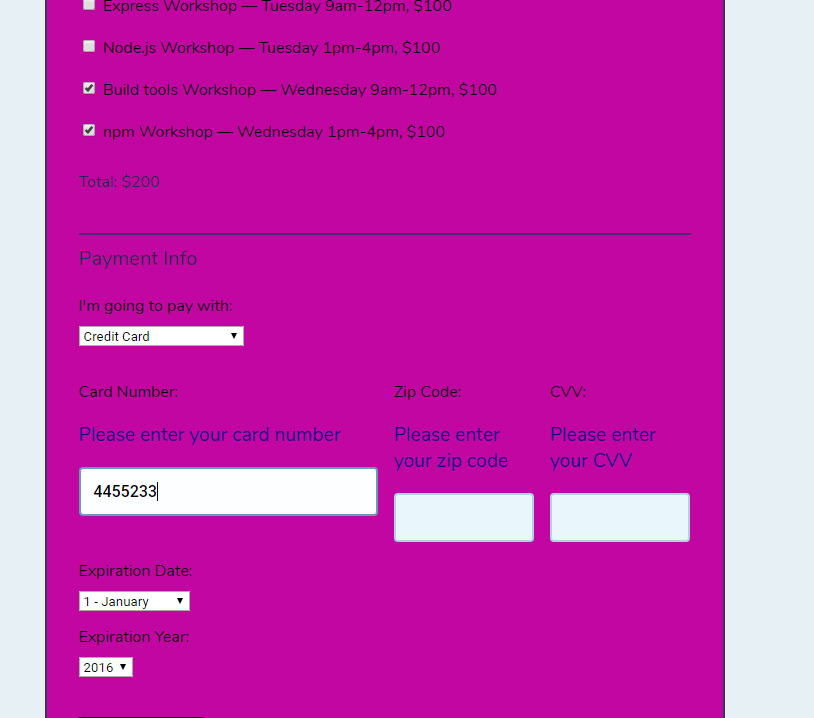 Express Workshop — Tuesday 9am-12pm, $100
Node.js Workshop — Tuesday 1pm-4pm, $100
Build tools Workshop — Wednesday 9am-12pm, $100
npm Workshop — Wednesday 1pm-4pm, $100
Total: $200
Payment Info
I'm going to pay with:
Credit Card
Card Number:
Please enter your card number
4455233
Zip Code:
Please enter
your zip code
CVV:
Please enter
your CVV
Expiration Date:
1 - January
Expiration Year:
2016